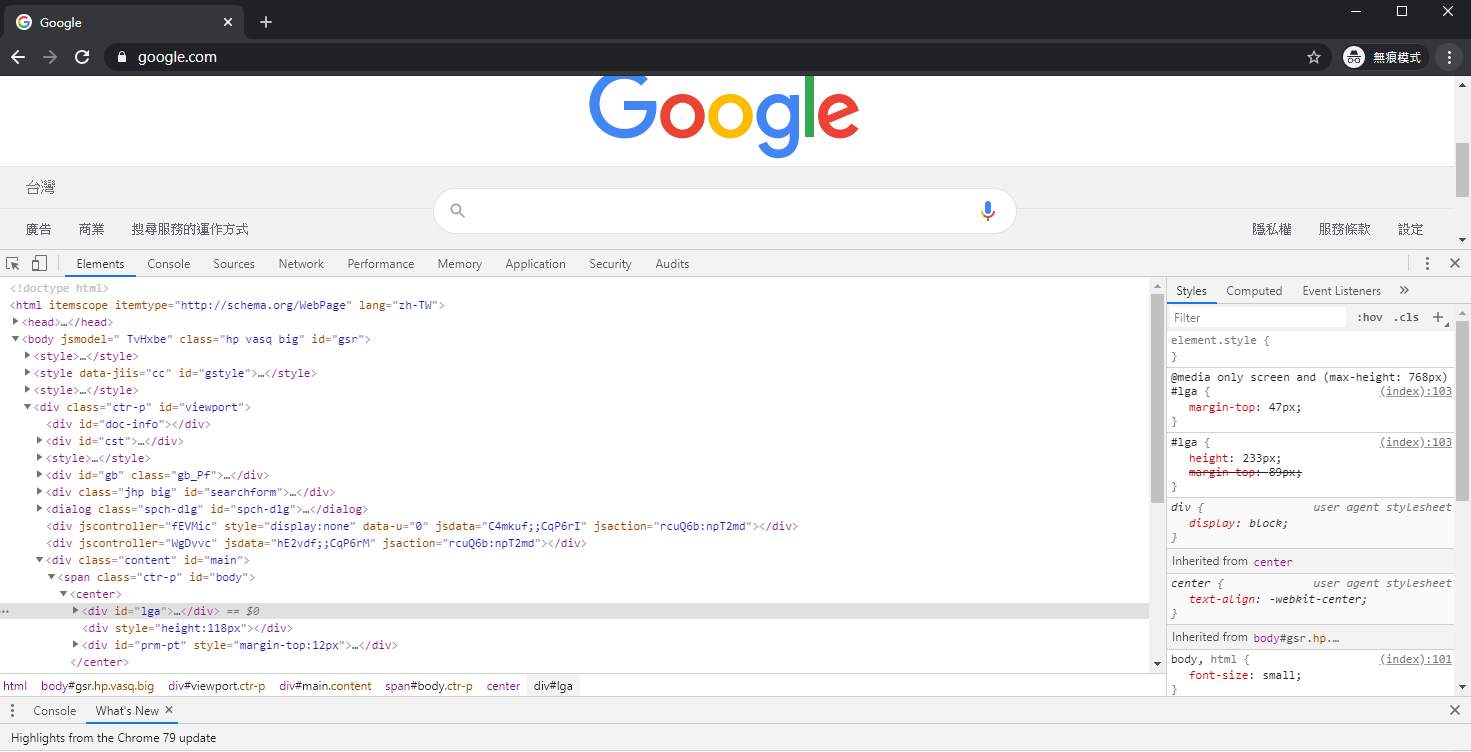 Google
google.com
無痕模式
Google
台灣
廣告 商業 搜尋服務的運作方式 隱私權 服務條款 設定
Elements Console Sources Network Performance Memory Application Security Audits
<!doctype html>
<html itemscope itemtype="http://schema.org/WebPage" lang="zh-TW">
<head>…</head>
<body jsmodel=" TvHxbe" class="hp vasq big" id="gsr">
<style>…</style>
<style data-jiis="cc" id="gstyle">…</style>
<style>…</style>
<div class="ctr-p" id="viewport">
<div id="doc-info"></div>
<div id="cst">…</div>
<style>…</style>
<div id="gb" class="gb_Pf">…</div>
<div class="jhp big" id="searchform">…</div>
<dialog class="spch-dlg" id="spch-dlg">…</dialog>
<div jscontroller="fEVMic" style="display:none" data-u="0" jsdata="C4mkuf;;CqP6rI" jsaction="rcuQ6b:npT2md"></div>
<div jscontroller="WgDvvc" jsdata="hE2vdf;;CqP6rM" jsaction="rcuQ6b:npT2md"></div>
<div class="content" id="main">
<span class="ctr-p" id="body">
<center>
… <div id="lga">…</div> == $0
<div style="height:118px"></div>
<div id="prm-pt" style="margin-top:12px">…</div>
</center>
html body#gsr.hp.vasq.big div#viewport.ctr-p div#main.content span#body.ctr-p center div#lga
Styles Computed Event Listeners »
Filter :hov .cls +
element.style {
}
@media only screen and (max-height: 768px)
#lga { (index):103
margin-top: 47px;
}
#lga { (index):103
height: 233px;
margin-top: 89px;
}
div { user agent stylesheet
display: block;
}
Inherited from center
center { user agent stylesheet
text-align: -webkit-center;
}
Inherited from body#gsr.hp.…
body, html { (index):101
font-size: small;
}
Console What's New
Highlights from the Chrome 79 update